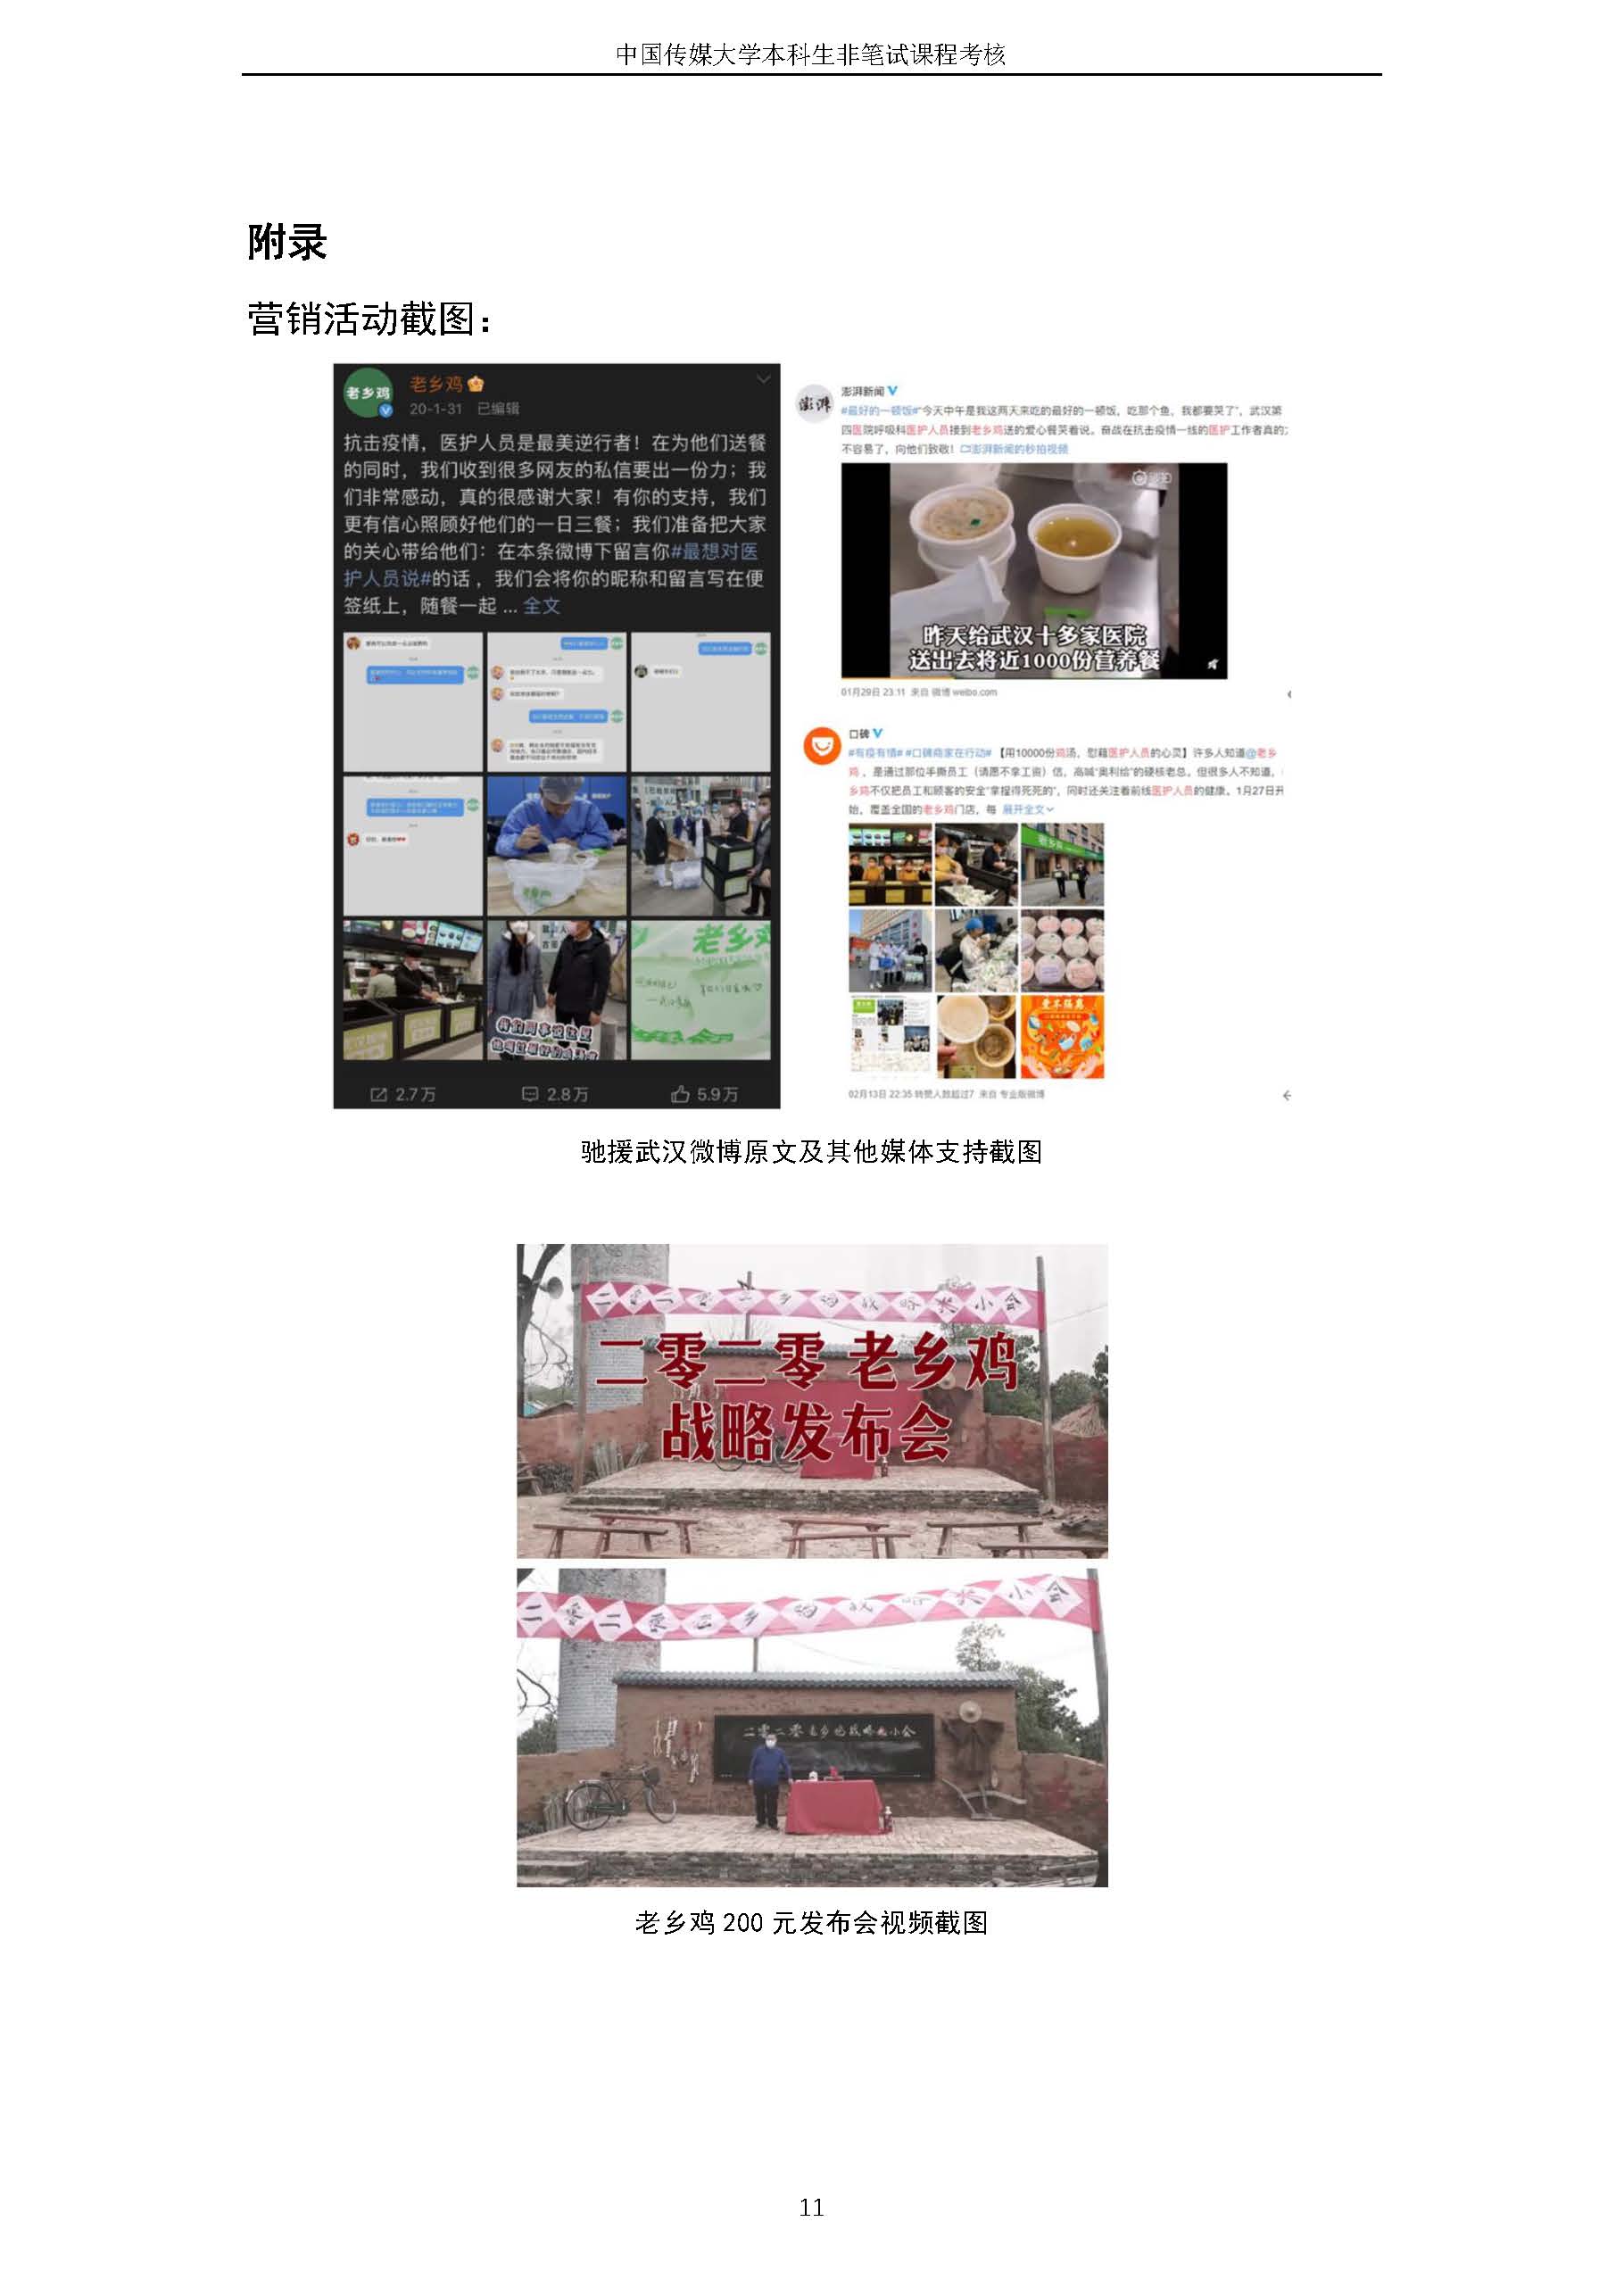 中国传媒大学本科生非笔试课程考核
附录
营销活动截图：
老乡鸡
老乡鸡
20-1-31 已编辑
抗击疫情，医护人员是最美逆行者！在为他们送餐
的同时，我们收到很多网友的私信要出一份力；我
们非常感动，真的很感谢大家！有你的支持，我们
更有信心照顾好他们的一日三餐；我们准备把大家
的关心带给他们：在本条微博下留言你#最想对医
护人员说#的话，我们会将你的昵称和留言写在便
签纸上，随餐一起 ... 全文
老乡鸡
我们同事说这是
2.7万 2.8万 5.9万
澎湃
澎湃新闻
#最好的一顿饭#“今天中午是我这两天来吃的最好的一顿饭，吃那个鱼，我都要哭了”，武汉第
四医院呼吸科医护人员接到老乡鸡送的爱心餐笑着说。奋战在抗击疫情一线的医护工作者真的
不容易了，向他们致敬！澎湃新闻的秒拍视频
昨天给武汉十多家医院
送出去将近1000份营养餐
01月29日 23:11 来自 微博 weibo.com
口碑
#有疫有情# #口碑商家在行动# 【用10000份鸡汤，慰藉医护人员的心灵】许多人知道@老乡
鸡，是通过那位手撕员工（请愿不拿工资）信，高喊“奥利给”的硬核老总。但很多人不知道，
乡鸡不仅把员工和顾客的安全“拿捏得死死的”，同时还关注着前线医护人员的健康。1月27日开
始，覆盖全国的老乡鸡门店，每 展开全文
02月13日 22:35 转赞人数超过7 来自 专业版微博
驰援武汉微博原文及其他媒体支持截图
二零二零 老乡鸡
战略发布会
二零二零老乡鸡战略米小会
二零二零老乡鸡战略
老乡鸡 200 元发布会视频截图
11